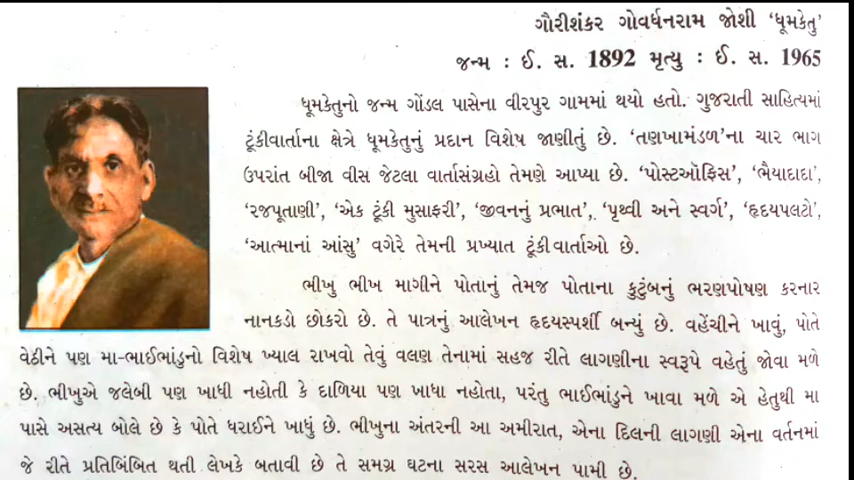 ગૌરીશંકર ગોવર્ધનરામ જોશી ‘ધૂમકેતુ’
જન્મ : ઈ. સ. 1892 મૃત્યુ : ઈ. સ. 1965
ધૂમકેતુનો જન્મ ગોંડલ પાસેના વીરપુર ગામમાં થયો હતો. ગુજરાતી સાહિત્યમાં
ટૂંકીવાર્તાના ક્ષેત્રે ધૂમકેતુનું પ્રદાન વિશેષ જાણીતું છે. ‘તણખામંડળ’ના ચાર ભાગ
ઉપરાંત બીજા વીસ જેટલા વાર્તાસંગ્રહો તેમણે આપ્યા છે. ‘પોસ્ટઑફિસ’, ‘ભૈયાદાદા’,
‘રજપૂતાણી’, ‘એક ટૂંકી મુસાફરી’, ‘જીવનનું પ્રભાત’, ‘પૃથ્વી અને સ્વર્ગ’, ‘હૃદયપલટો’,
‘આત્માનાં આંસુ’ વગેરે તેમની પ્રખ્યાત ટૂંકીવાર્તાઓ છે.
ભીખુ ભીખ માગીને પોતાનું તેમજ પોતાના કુટુંબનું ભરણપોષણ કરનાર
નાનકડો છોકરો છે. તે પાત્રનું આલેખન હૃદયસ્પર્શી બન્યું છે. વહેંચીને ખાવું, પોતે
વેઠીને પણ મા-ભાઈભાંડુનો વિશેષ ખ્યાલ રાખવો તેવું વલણ તેનામાં સહજ રીતે લાગણીના સ્વરૂપે વહેતું જોવા મળે
છે. ભીખુએ જલેબી પણ ખાધી નહોતી કે દાળિયા પણ ખાધા નહોતા, પરંતુ ભાઈભાંડુને ખાવા મળે એ હેતુથી મા
પાસે અસત્ય બોલે છે કે પોતે ધરાઈને ખાધું છે. ભીખુના અંતરની આ અમીરાત, એના દિલની લાગણી એના વર્તનમાં
જે રીતે પ્રતિબિંબિત થતી લેખકે બતાવી છે તે સમગ્ર ઘટના સરસ આલેખન પામી છે.